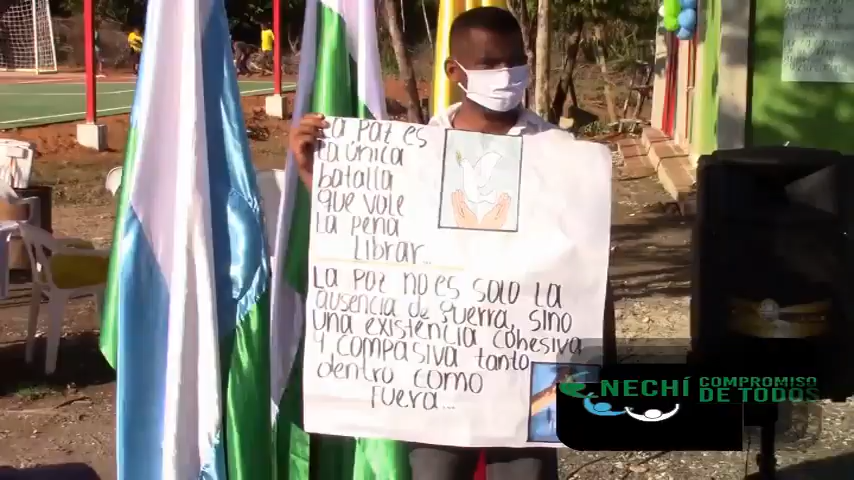 La Paz es
La única
batalla
que vale
La pena
Librar...
La Paz no es solo La
ausencia de guerra, sino
una existencia cohesiva
y compasiva tanto
dentro como
fuera...
NECHÍ COMPROMISO
DE TODOS